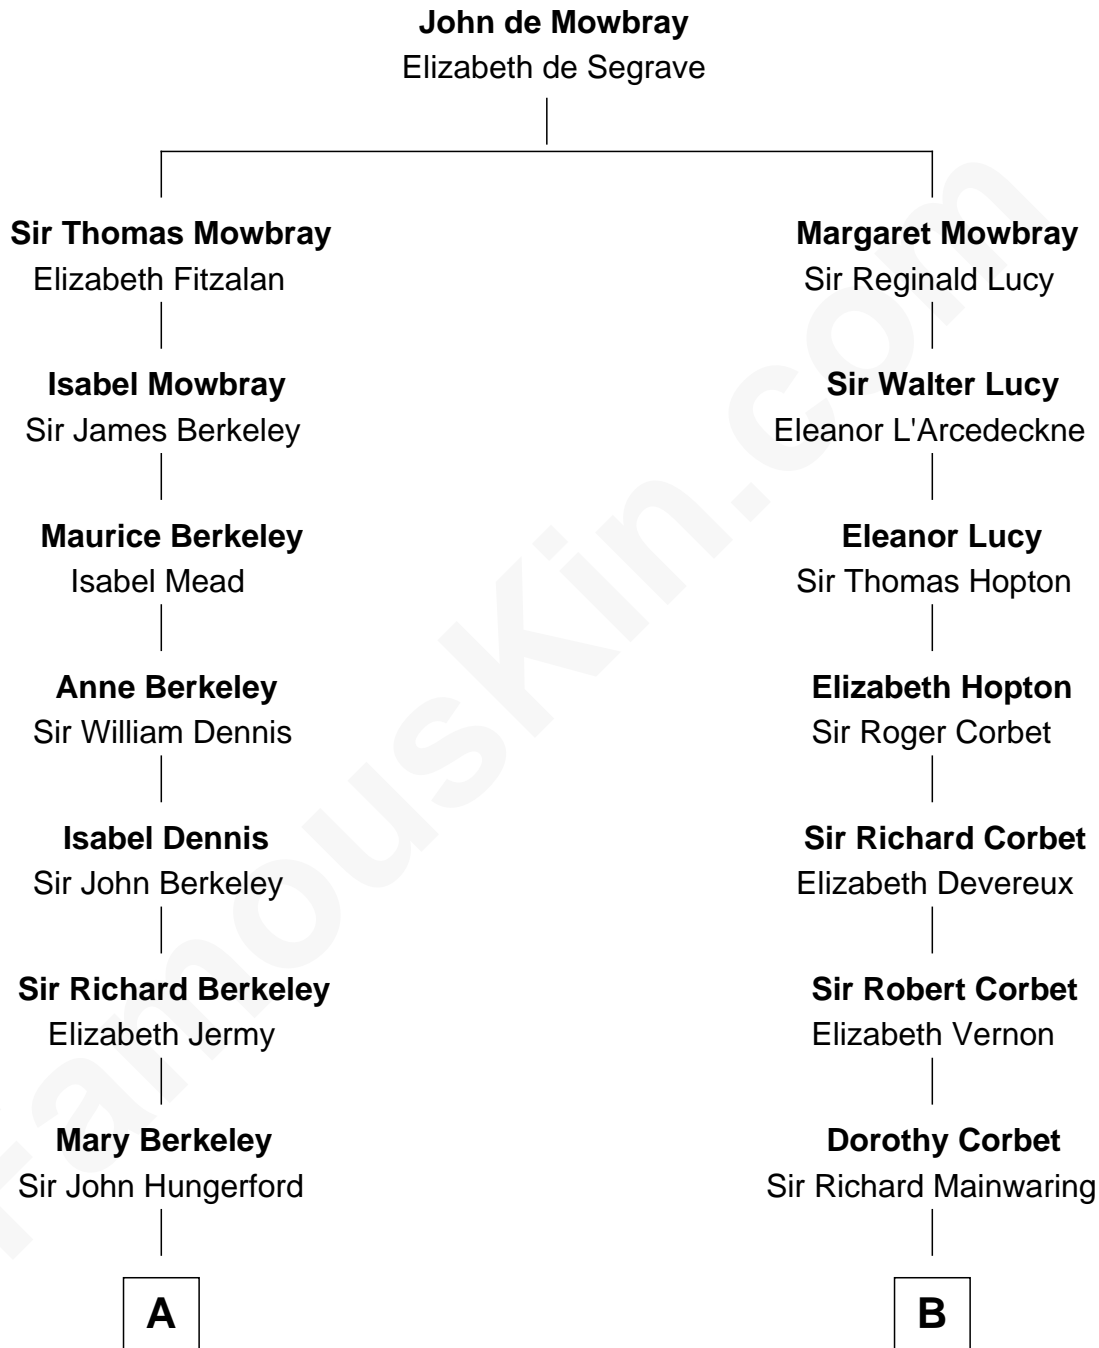 John de Mowbray
Elizabeth de Segrave
Sir Thomas Mowbray
Elizabeth Fitzalan
Margaret Mowbray
Sir Reginald Lucy
Isabel Mowbray
Sir James Berkeley
Sir Walter Lucy
Eleanor L'Arcedeckne
Maurice Berkeley
Isabel Mead
Eleanor Lucy
Sir Thomas Hopton
Anne Berkeley
Sir William Dennis
Elizabeth Hopton
Sir Roger Corbet
Isabel Dennis
Sir John Berkeley
Sir Richard Corbet
Elizabeth Devereux
Sir Richard Berkeley
Elizabeth Jermy
Sir Robert Corbet
Elizabeth Vernon
Mary Berkeley
Sir John Hungerford
Dorothy Corbet
Sir Richard Mainwaring
A
B
FamousKin.com